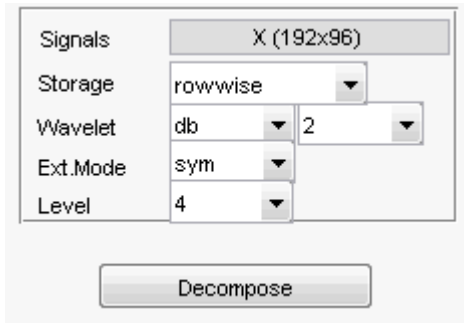 Signals X (192x96)
Storage rowwise
Wavelet db 2
Ext.Mode sym
Level 4
Decompose